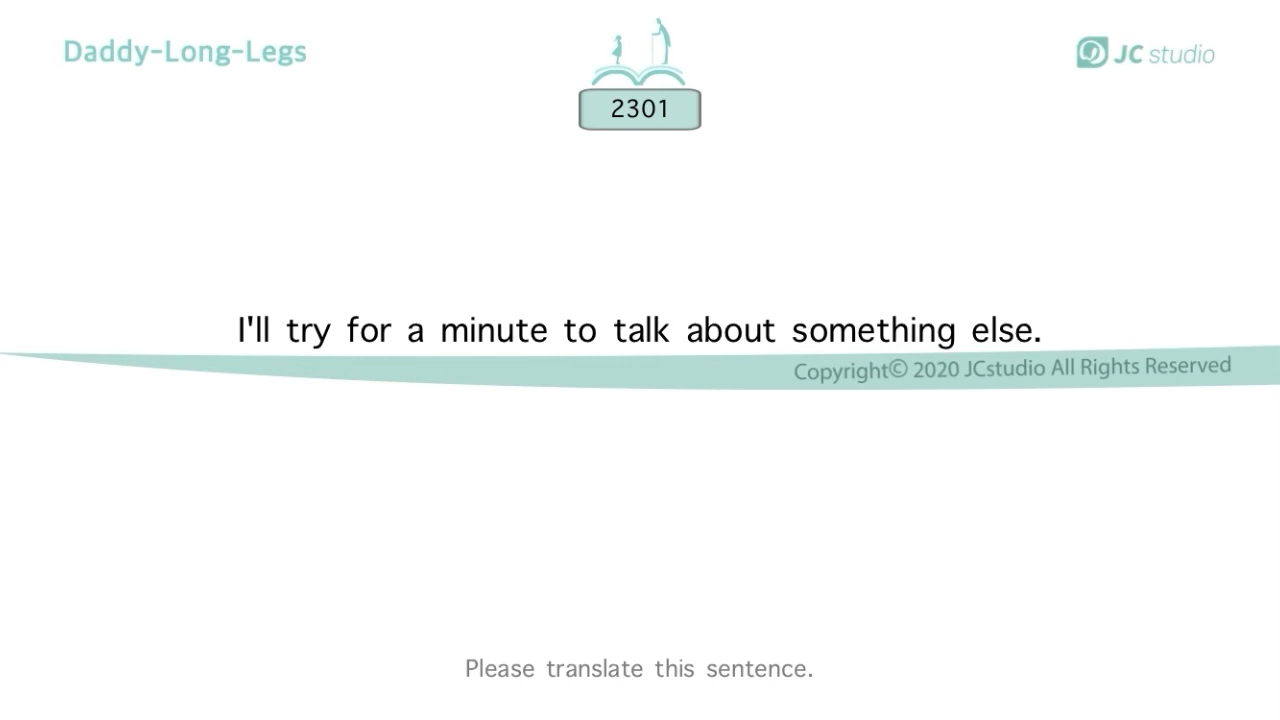 Daddy-Long-Legs
JC studio
2301
I'll try for a minute to talk about something else.
Copyright© 2020 JCstudio All Rights Reserved
Please translate this sentence.